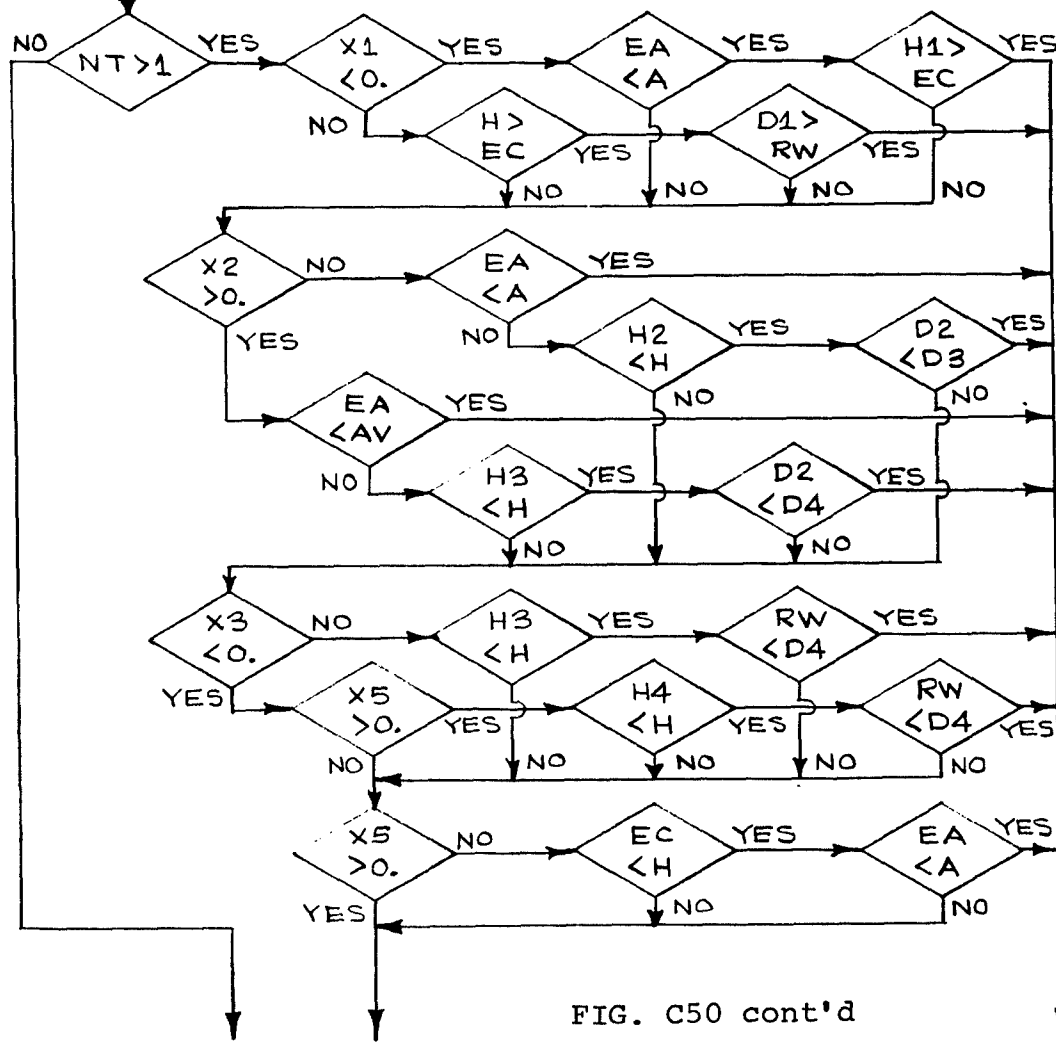 NO
NT>1
YES
X1
<0.
YES
EA
<A
YES
H1>
EC
YES
NO
H>
EC
YES
D1>
RW
YES
NO
NO
NO
NO
X2
>0.
NO
EA
<A
YES
YES
NO
H2
<H
YES
D2
<D3
YES
NO
NO
EA
<AV
YES
NO
H3
<H
YES
D2
<D4
YES
NO
NO
X3
<0.
NO
H3
<H
YES
RW
<D4
YES
YES
X5
>0.
YES
H4
<H
YES
RW
<D4
YES
NO
NO
NO
NO
NO
X5
>0.
NO
EC
<H
YES
EA
<A
YES
YES
NO
NO
FIG. C50 cont'd